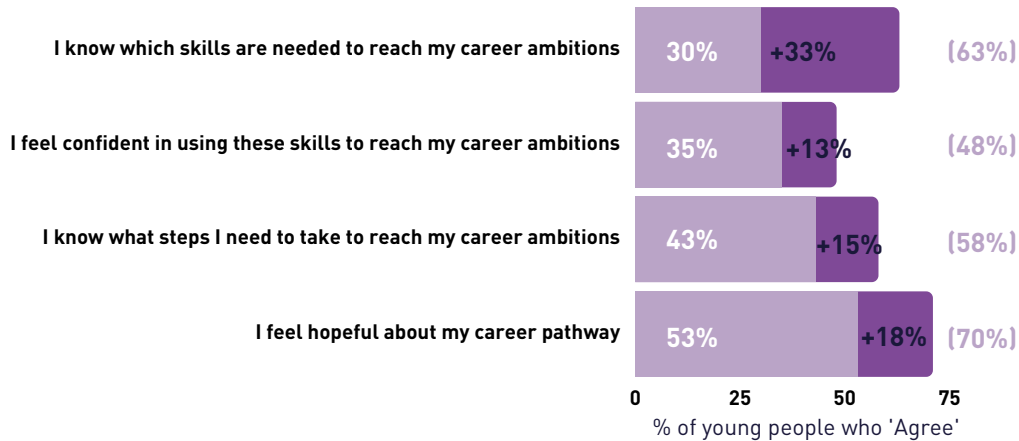 I know which skills are needed to reach my career ambitions 30% +33% (63%)
I feel confident in using these skills to reach my career ambitions 35% +13% (48%)
I know what steps I need to take to reach my career ambitions 43% +15% (58%)
I feel hopeful about my career pathway 53% +18% (70%)
0 25 50 75
% of young people who 'Agree'